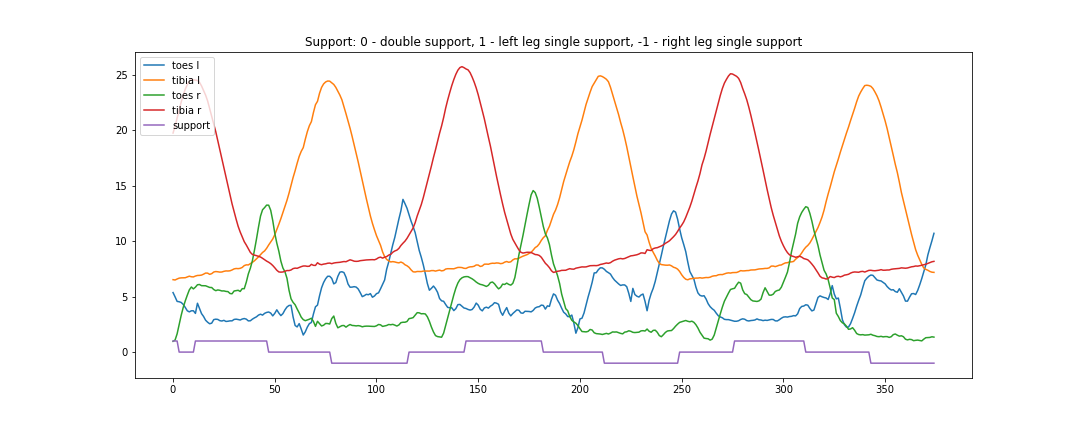 Support: 0 - double support, 1 - left leg single support, -1 - right leg single support
toes l
tibia l
toes r
tibia r
support
25
20
15
10
5
0
0
50
100
150
200
250
300
350